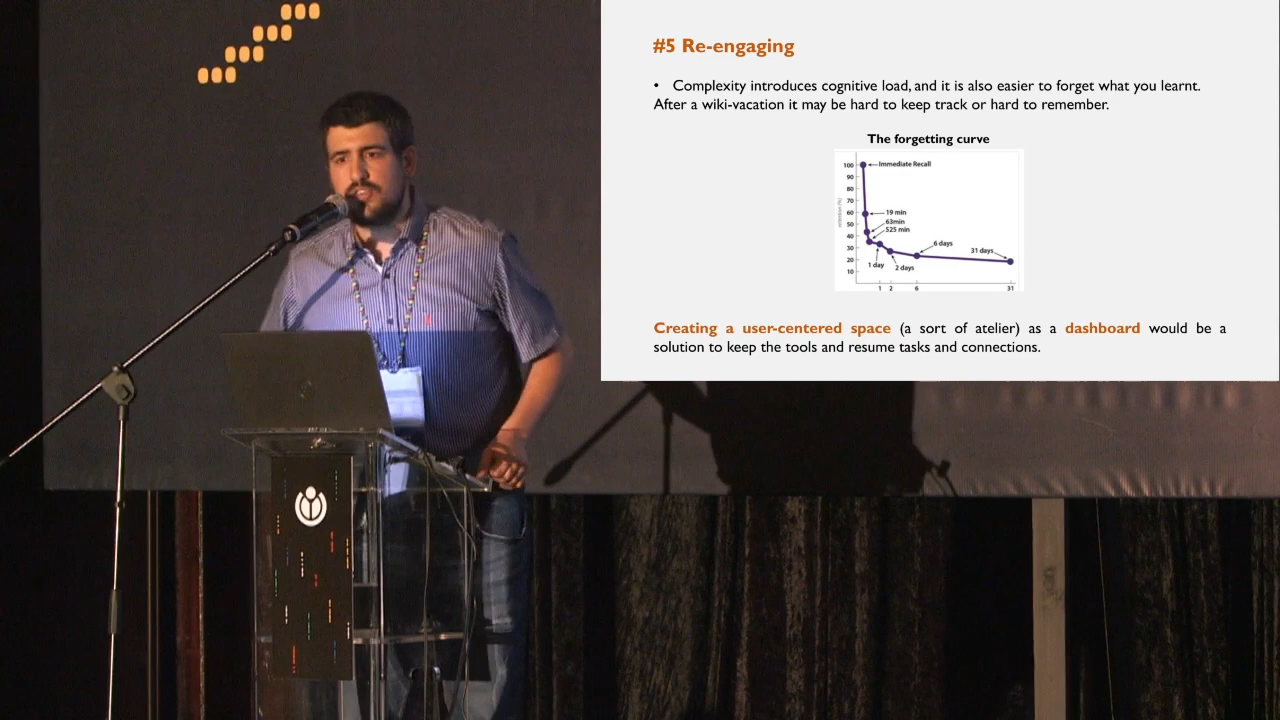 #5 Re-engaging
• Complexity introduces cognitive load, and it is also easier to forget what you learnt.
After a wiki-vacation it may be hard to keep track or hard to remember.
The forgetting curve
100
90
80
70
60
50
40
30
20
10
retention (%)
Immediate Recall
19 min
63min
525 min
1 day
2 days
6 days
31 days
1 2 6 31
Creating a user-centered space (a sort of atelier) as a dashboard would be a
solution to keep the tools and resume tasks and connections.